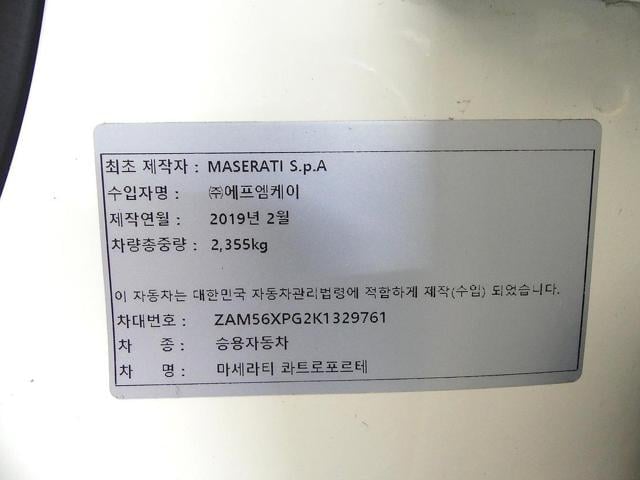 최초 제작자 : MASERATI S.p.A
수입자명 : ㈜에프엠케이
제작연월 : 2019년 2월
차량총중량 : 2,355kg
이 자동차는 대한민국 자동차관리법령에 적합하게 제작(수입) 되었습니다.
차대번호 : ZAM56XPG2K1329761
차 종 : 승용자동차
차 명 : 마세라티 콰트로포르테